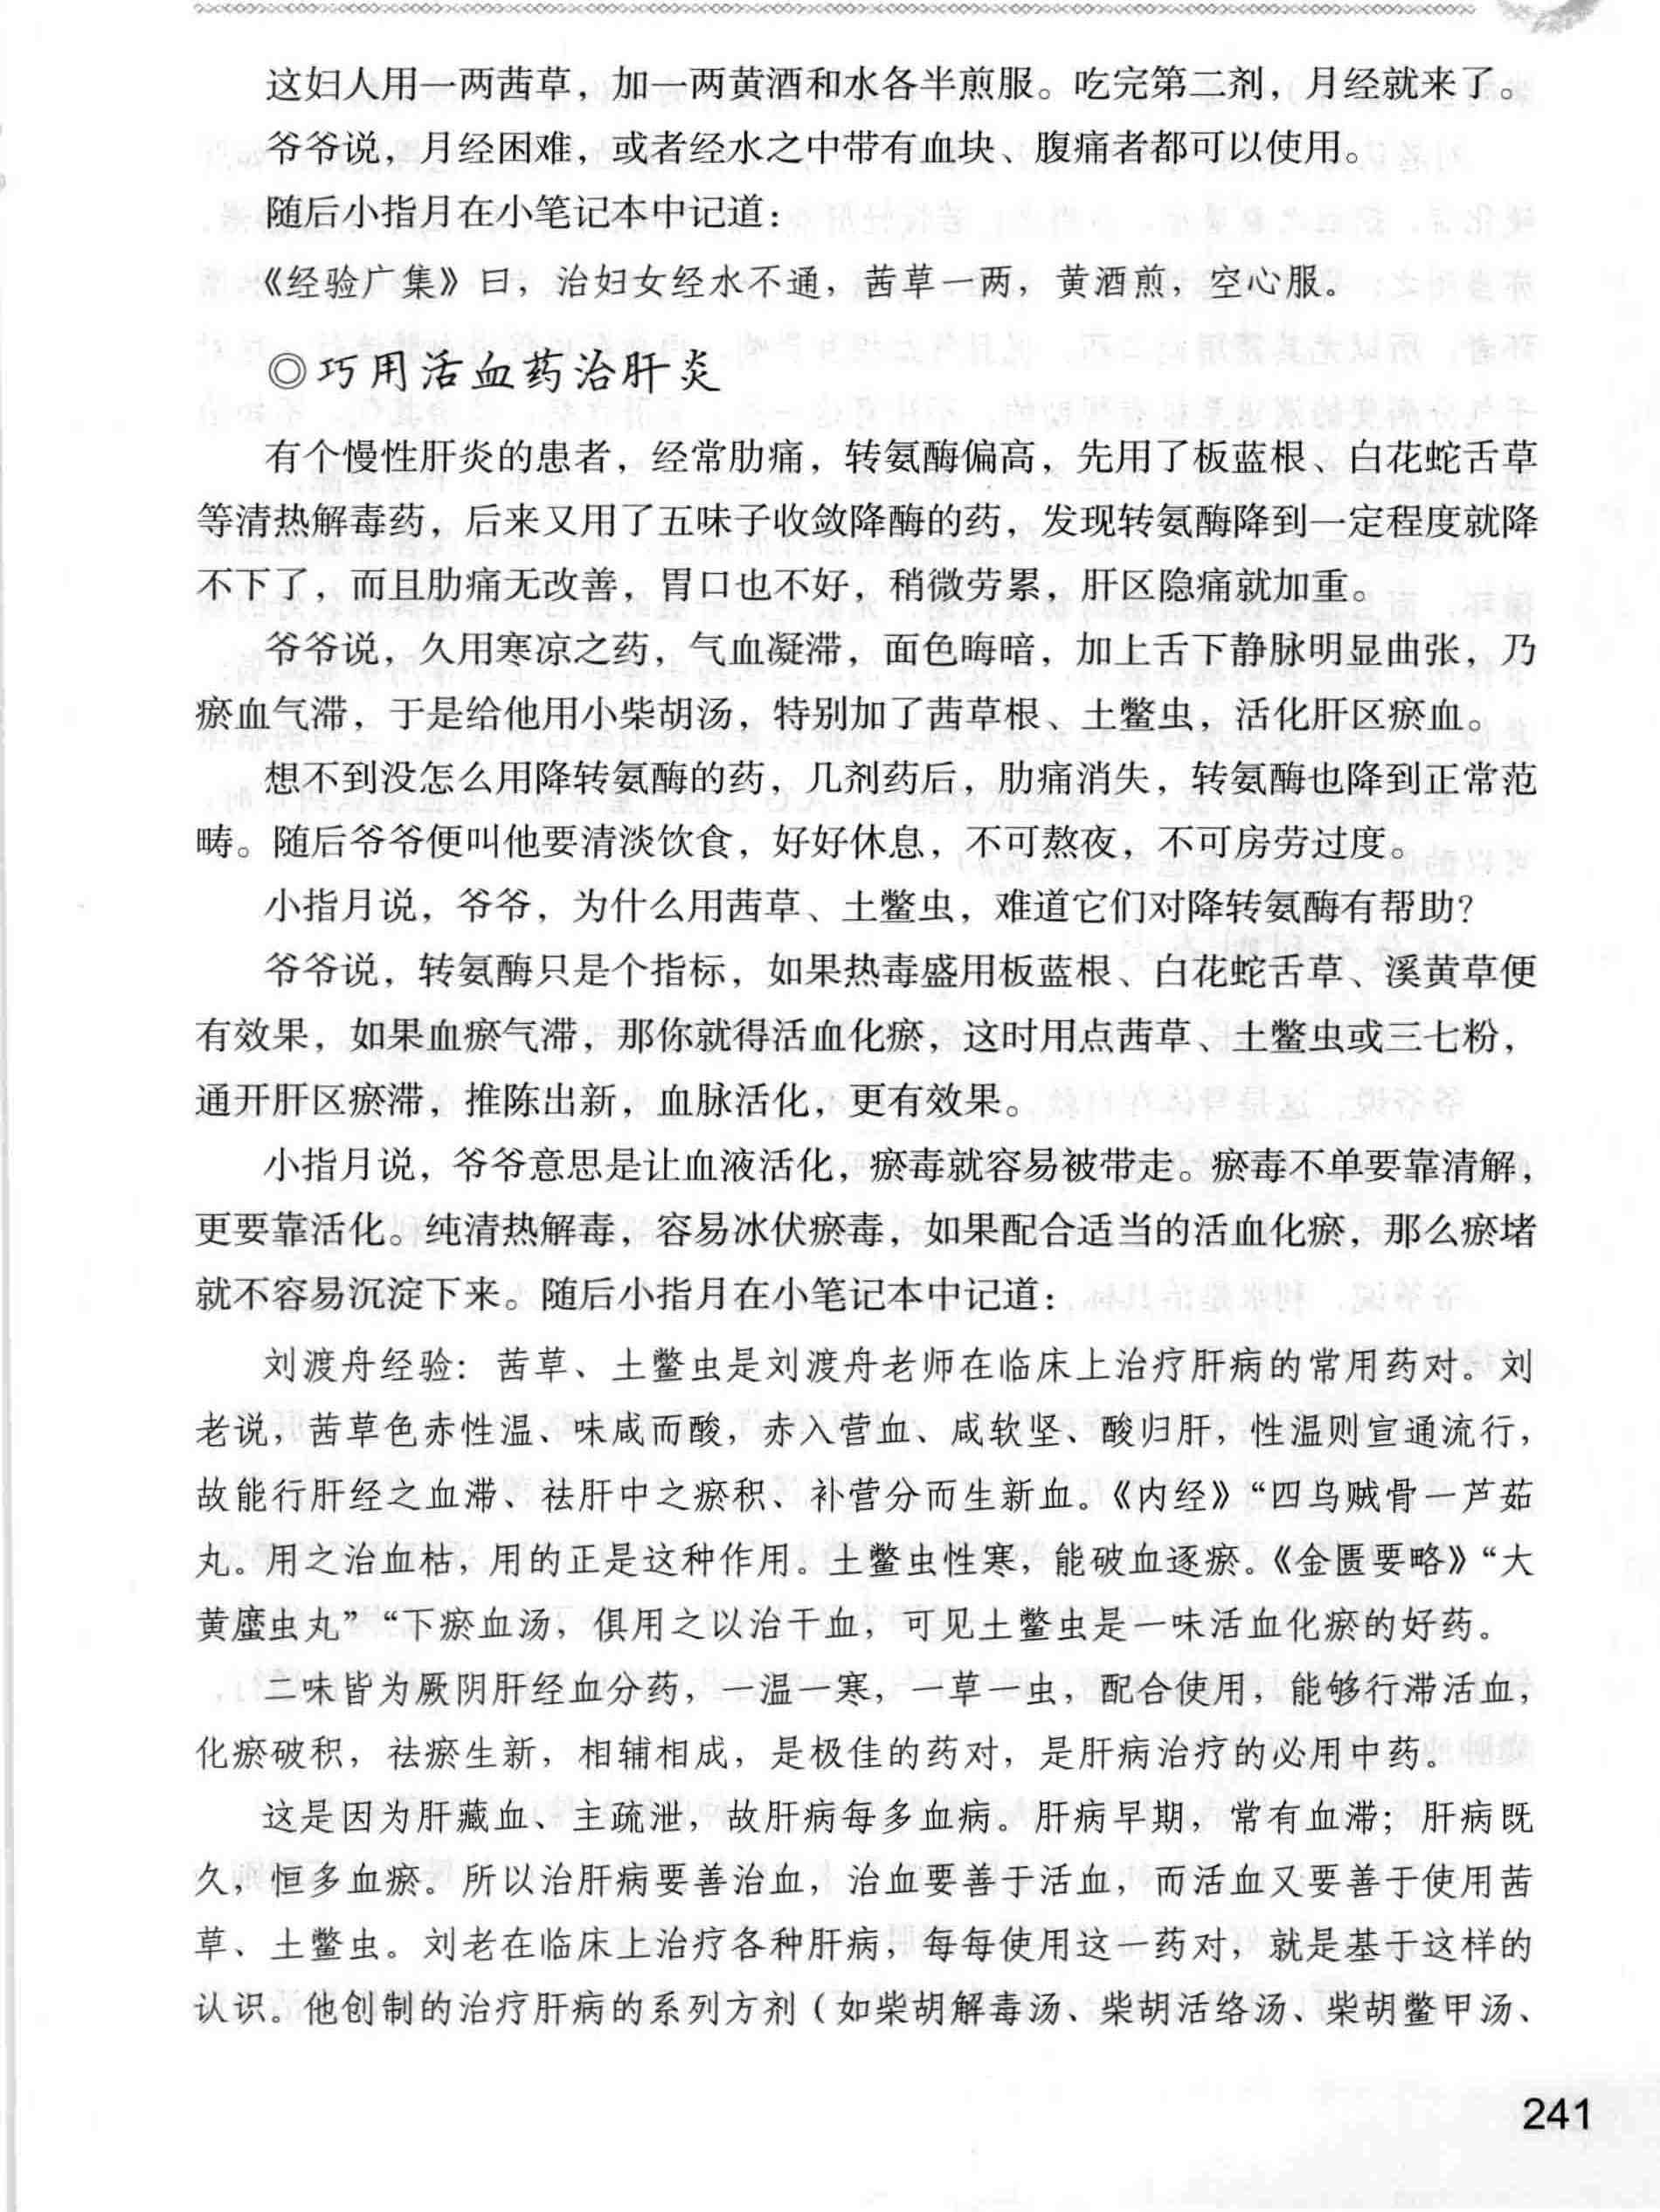 这妇人用一两茜草，加一两黄酒和水各半煎服。吃完第二剂，月经就来了。
爷爷说，月经困难，或者经水之中带有血块、腹痛者都可以使用。
随后小指月在小笔记本中记道：
《经验广集》曰，治妇女经水不通，茜草一两，黄酒煎，空心服。
◎巧用活血药治肝炎
有个慢性肝炎的患者，经常肋痛，转氨酶偏高，先用了板蓝根、白花蛇舌草
等清热解毒药，后来又用了五味子收敛降酶的药，发现转氨酶降到一定程度就降
不下了，而且肋痛无改善，胃口也不好，稍微劳累，肝区隐痛就加重。
爷爷说，久用寒凉之药，气血凝滞，面色晦暗，加上舌下静脉明显曲张，乃
瘀血气滞，于是给他用小柴胡汤，特别加了茜草根、土鳖虫，活化肝区瘀血。
想不到没怎么用降转氨酶的药，几剂药后，肋痛消失，转氨酶也降到正常范
畴。随后爷爷便叫他要清淡饮食，好好休息，不可熬夜，不可房劳过度。
小指月说，爷爷，为什么用茜草、土鳖虫，难道它们对降转氨酶有帮助？
爷爷说，转氨酶只是个指标，如果热毒盛用板蓝根、白花蛇舌草、溪黄草便
有效果，如果血瘀气滞，那你就得活血化瘀，这时用点茜草、土鳖虫或三七粉，
通开肝区瘀滞，推陈出新，血脉活化，更有效果。
小指月说，爷爷意思是让血液活化，瘀毒就容易被带走。瘀毒不单要靠清解，
更要靠活化。纯清热解毒，容易冰伏瘀毒，如果配合适当的活血化瘀，那么瘀堵
就不容易沉淀下来。随后小指月在小笔记本中记道：
刘渡舟经验：茜草、土鳖虫是刘渡舟老师在临床上治疗肝病的常用药对。刘
老说，茜草色赤性温、味咸而酸，赤入营血、咸软坚、酸归肝，性温则宣通流行，
故能行肝经之血滞、祛肝中之瘀积、补营分而生新血。《内经》“四乌贼骨一芦茹
丸。用之治血枯，用的正是这种作用。土鳖虫性寒，能破血逐瘀。《金匮要略》“大
黄䗪虫丸”“下瘀血汤，俱用之以治干血，可见土鳖虫是一味活血化瘀的好药。
二味皆为厥阴肝经血分药，一温一寒，一草一虫，配合使用，能够行滞活血，
化瘀破积，祛瘀生新，相辅相成，是极佳的药对，是肝病治疗的必用中药。
这是因为肝藏血、主疏泄，故肝病每多血病。肝病早期，常有血滞；肝病既
久，恒多血瘀。所以治肝病要善治血，治血要善于活血，而活血又要善于使用茜
草、土鳖虫。刘老在临床上治疗各种肝病，每每使用这一药对，就是基于这样的
认识。他创制的治疗肝病的系列方剂（如柴胡解毒汤、柴胡活络汤、柴胡鳖甲汤、
241